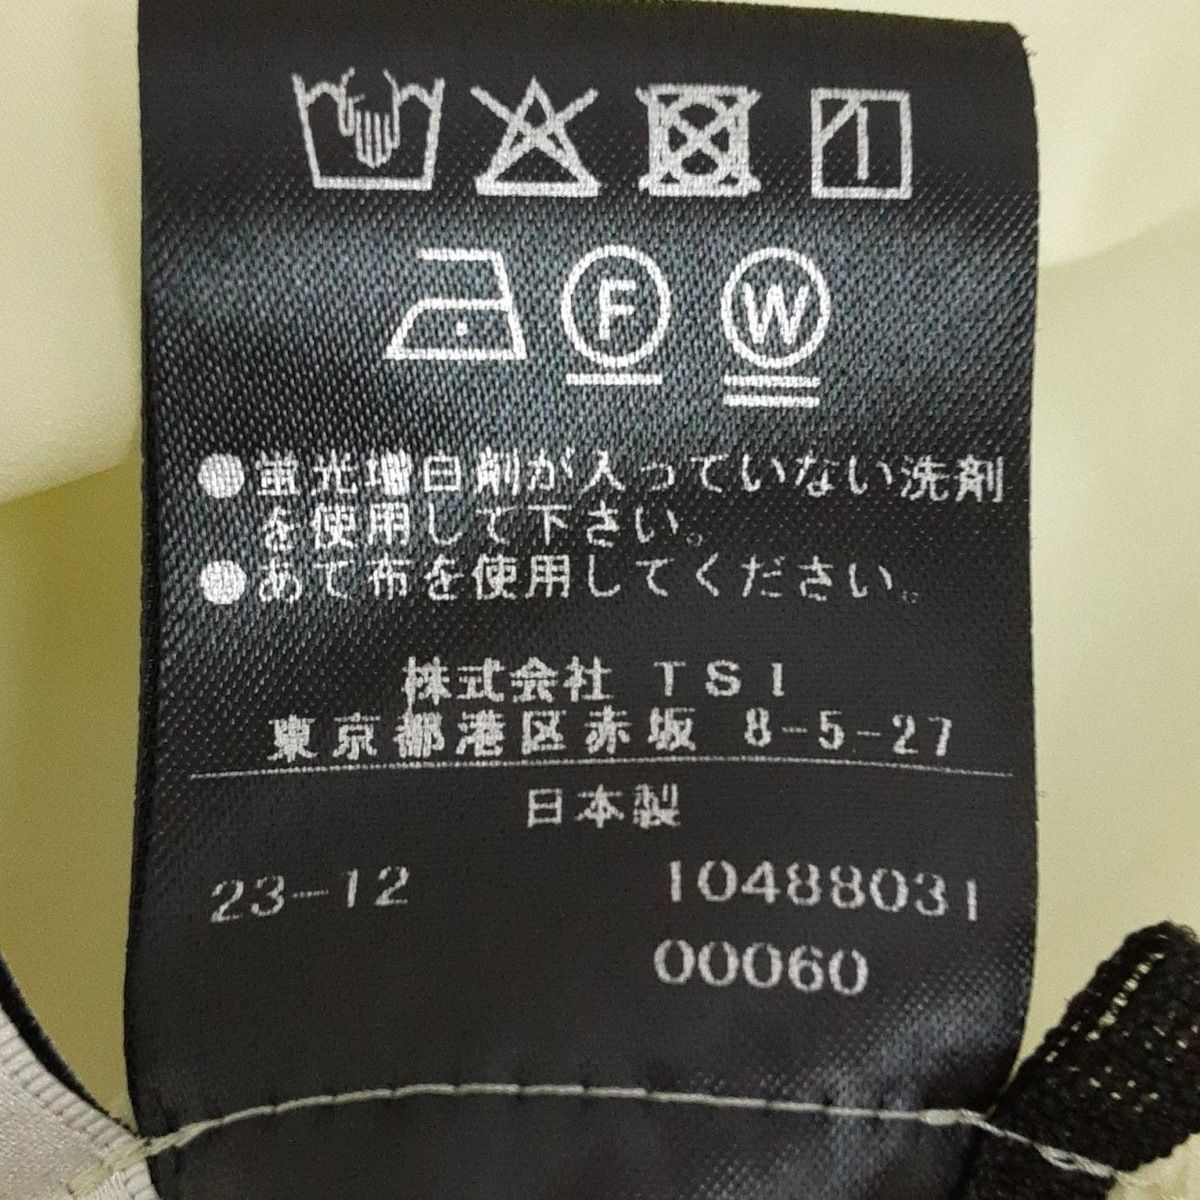 F W
●蛍光増白剤が入っていない洗剤
を使用して下さい。
●あて布を使用してください。
株式会社 TSI
東京都港区赤坂 8-5-27
日本製
23-12 10488031
00060